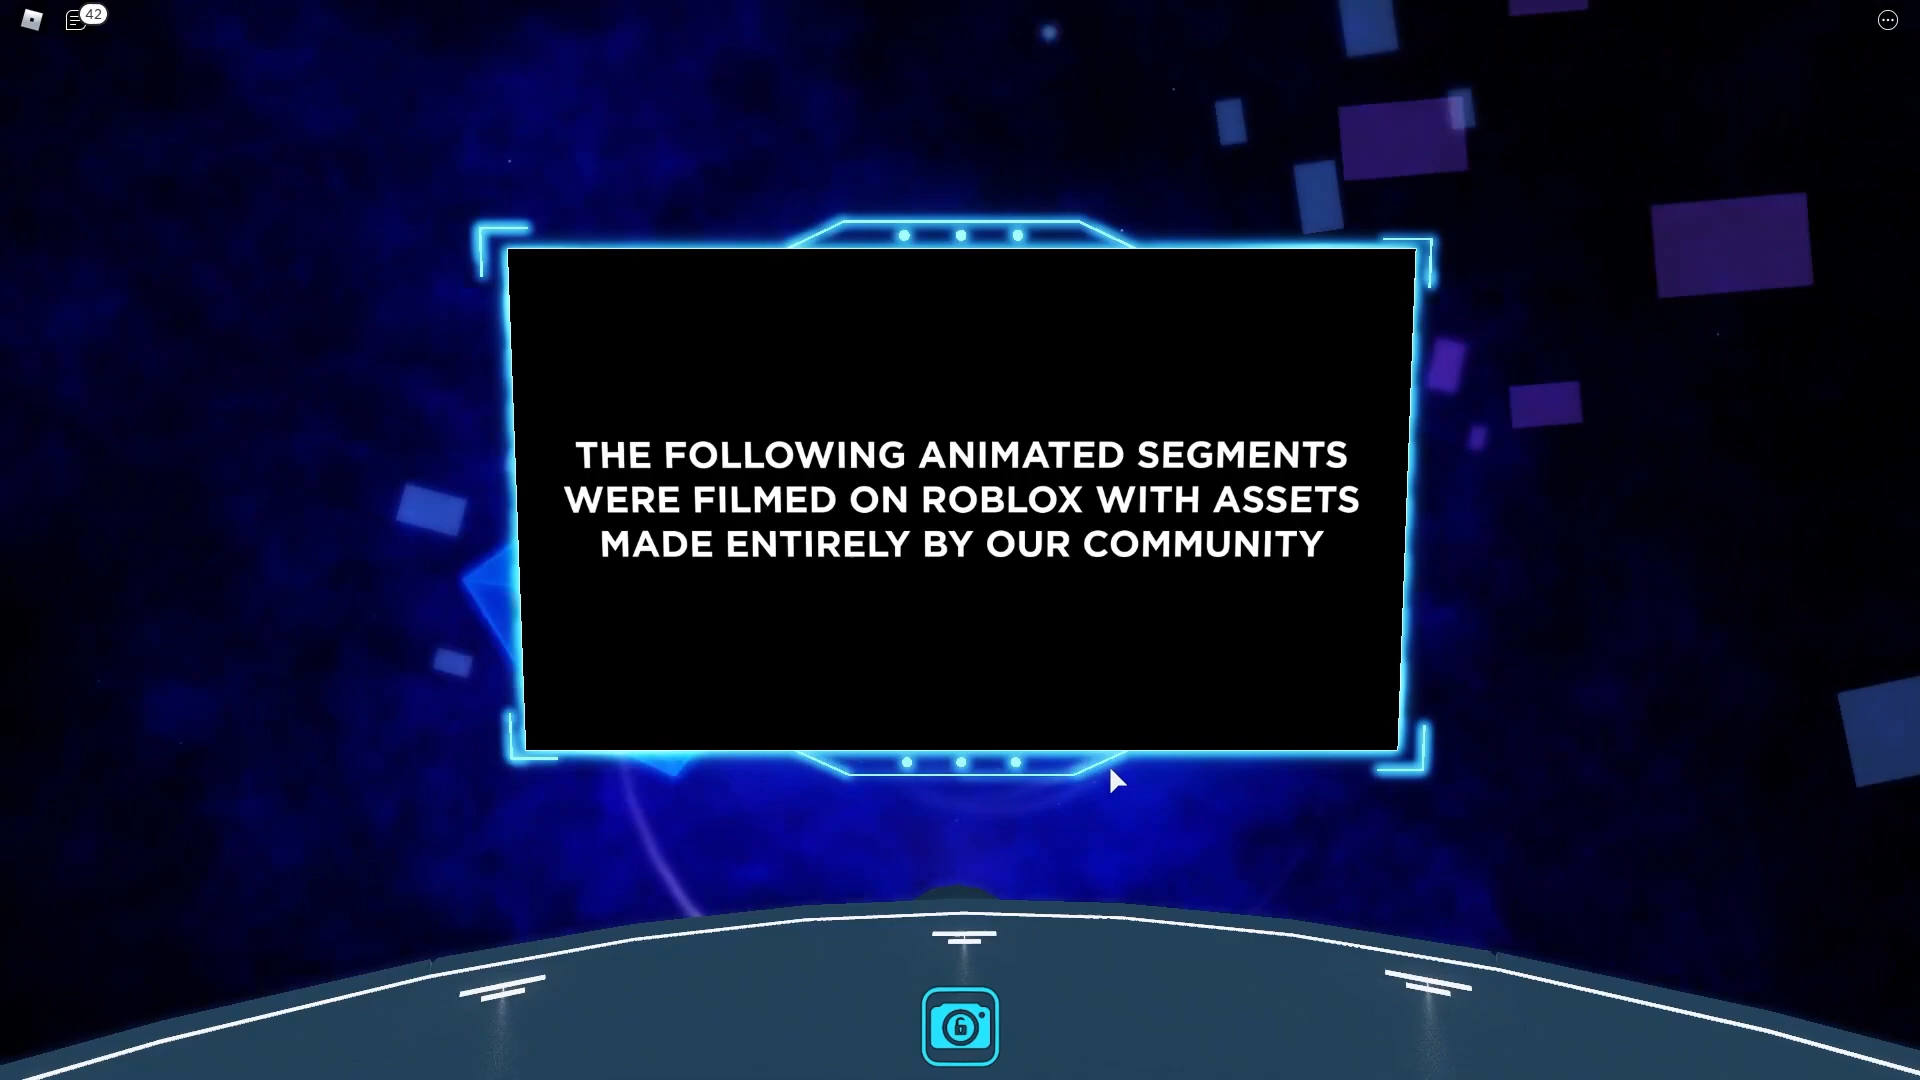 42
THE FOLLOWING ANIMATED SEGMENTS
WERE FILMED ON ROBLOX WITH ASSETS
MADE ENTIRELY BY OUR COMMUNITY